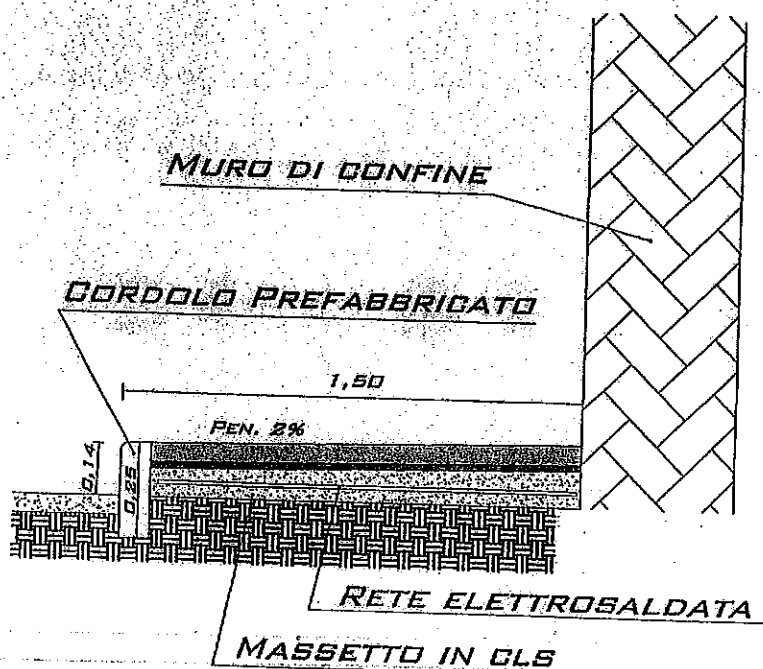 MURO DI CONFINE
CORDOLO PREFABBRICATO
1,50
PEN. 2%
0,14
0,25
RETE ELETTROSALDATA
MASSETTO IN CLS